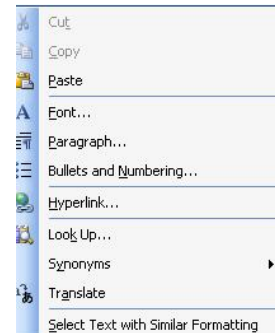 Cut
Copy
Paste
Font...
Paragraph...
Bullets and Numbering...
Hyperlink...
Look Up...
Synonyms
Translate
Select Text with Similar Formatting